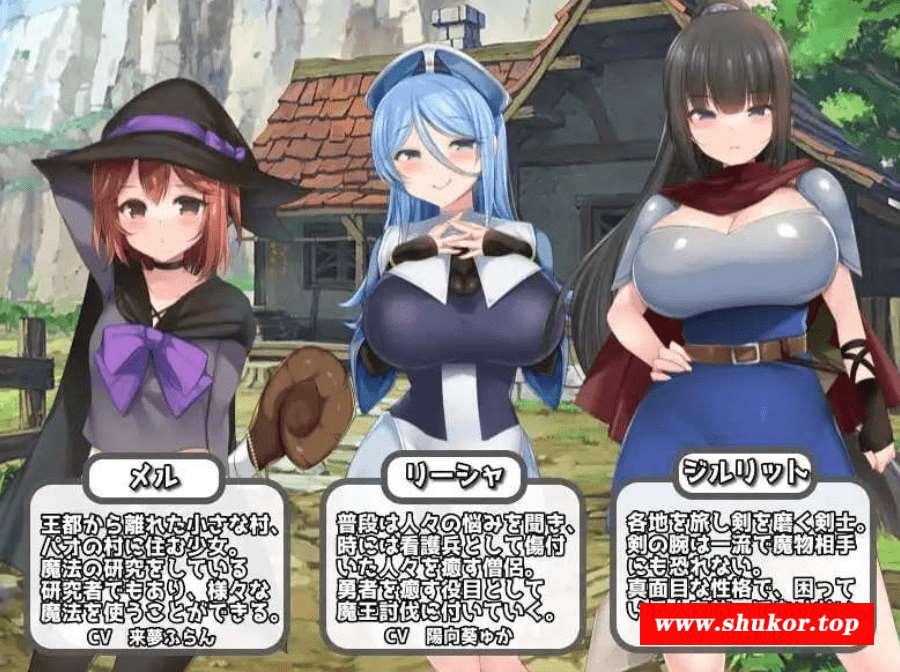 メル
王都から離れた小さな村、
パオの村に住む少女。
魔法の研究をしている
研究者でもあり、様々な
魔法を使うことができる。
CV 来夢ふらん
リーシャ
普段は人々の悩みを聞き、
時には看護兵として傷付
いた人々を癒す僧侶。
勇者を癒す役目として
魔王討伐に付いていく。
CV 陽向葵ゅか
ジルリット
各地を旅し剣を磨く剣士。
剣の腕は一流で魔物相手
にも恐れない。
真面目な性格で、困って
い
www.shukor.top